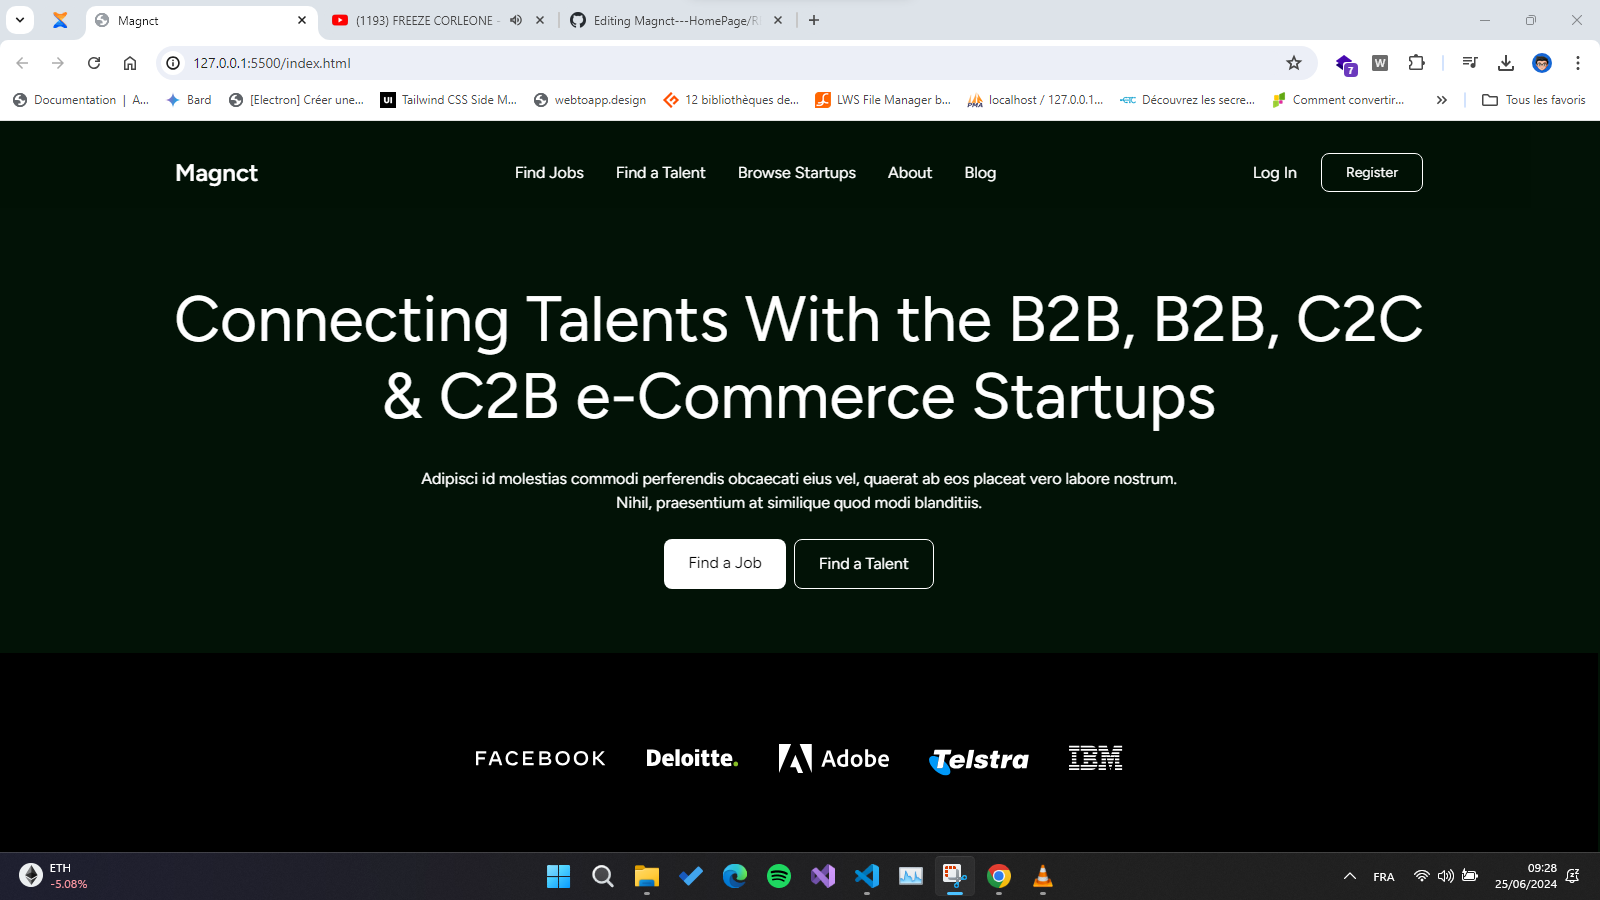 Magnct
(1193) FREEZE CORLEONE -
Editing Magnct---HomePage/R
127.0.0.1:5500/index.html
7
W
Documentation | A...
Bard
[Electron] Créer une...
UI
Tailwind CSS Side M...
webtoapp.design
12 bibliothèques de...
LWS File Manager b...
PMA
localhost / 127.0.0.1...
Découvrez les secre...
Comment convertir...
Tous les favoris
Magnct
Find Jobs
Find a Talent
Browse Startups
About
Blog
Log In
Register
Connecting Talents With the B2B, B2B, C2C
& C2B e-Commerce Startups
Adipisci id molestias commodi perferendis obcaecati eius vel, quaerat ab eos placeat vero labore nostrum.
Nihil, praesentium at similique quod modi blanditiis.
Find a Job
Find a Talent
FACEBOOK
Deloitte.
Adobe
Telstra
IBM
ETH
-5.08%
FRA
09:28
25/06/2024